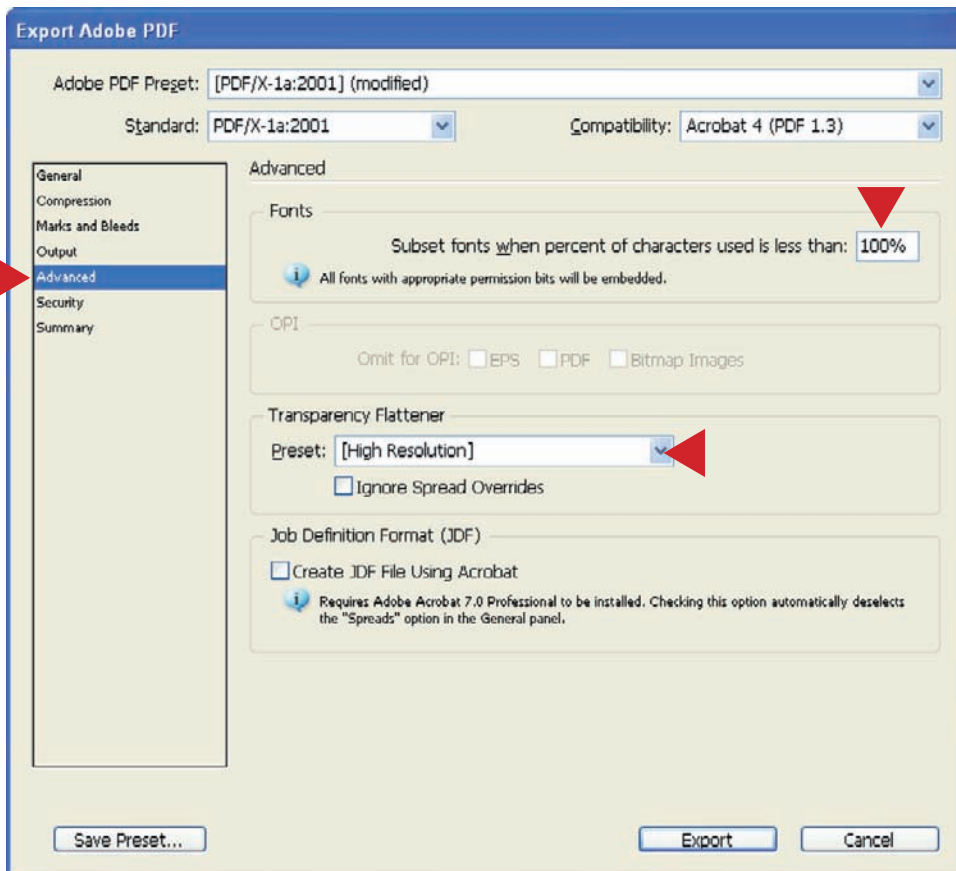 Export Adobe PDF
Adobe PDF Preset: [PDF/X-1a:2001] (modified)
Standard: PDF/X-1a:2001 Compatibility: Acrobat 4 (PDF 1.3)
General
Compression
Marks and Bleeds
Output
Advanced
Security
Summary
Advanced
Fonts
Subset fonts when percent of characters used is less than: 100%
All fonts with appropriate permission bits will be embedded.
OPI
Omit for OPI: EPS PDF Bitmap Images
Transparency Flattener
Preset: [High Resolution]
Ignore Spread Overrides
Job Definition Format (JDF)
Create JDF File Using Acrobat
Requires Adobe Acrobat 7.0 Professional to be installed. Checking this option automatically deselects
the "Spreads" option in the General panel.
Save Preset... Export Cancel